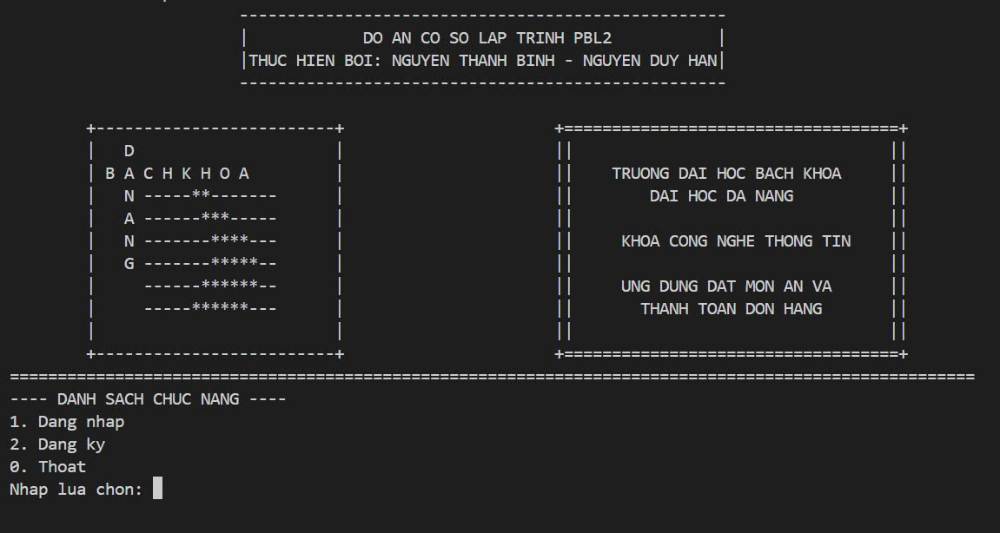 DO AN CO SO LAP TRINH PBL2
THUC HIEN BOI: NGUYEN THANH BINH - NGUYEN DUY HAN
D
B A C H K H O A
N -----**-------
A ------***-----
N -------****---
G -------*****--
------******--
-----******---
TRUONG DAI HOC BACH KHOA
DAI HOC DA NANG
KHOA CONG NGHE THONG TIN
UNG DUNG DAT MON AN VA
THANH TOAN DON HANG
---- DANH SACH CHUC NANG ----
1. Dang nhap
2. Dang ky
0. Thoat
Nhap lua chon: